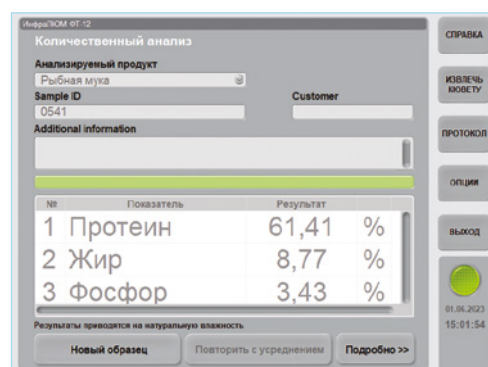 ИнфраЛЮМ ФТ-12
Количественный анализ
Анализируемый продукт
Рыбная мука
Sample ID
Customer
0541
Additional information
№ Показатель Результат
1 Протеин 61,41 %
2 Жир 8,77 %
3 Фосфор 3,43 %
Результаты приводятся на натуральную влажность
Новый образец
Повторить с усреднением
Подробно >>
СПРАВКА
ИЗВЛЕЧЬ
КЮВЕТУ
ПРОТОКОЛ
ОПЦИИ
ВЫХОД
01.06.2023
15:01:54